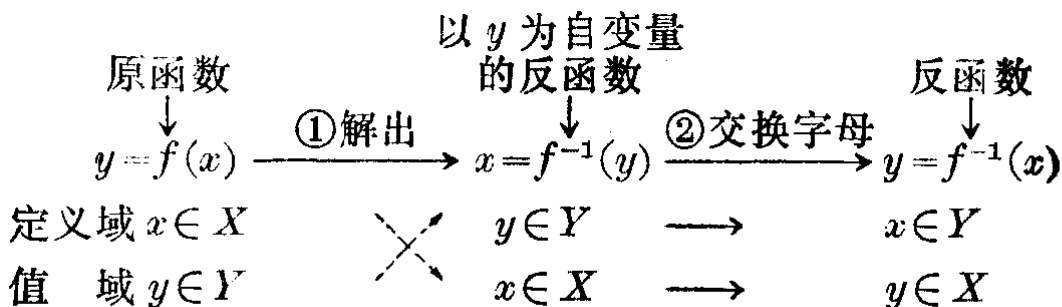 以 y 为自变量
原函数 的反函数 反函数
↓ ↓ ↓
y=f(x) ①解出→ x=f⁻¹(y) ②交换字母→ y=f⁻¹(x)
定义域 x∈X y∈Y → x∈Y
值 域 y∈Y x∈X → y∈X